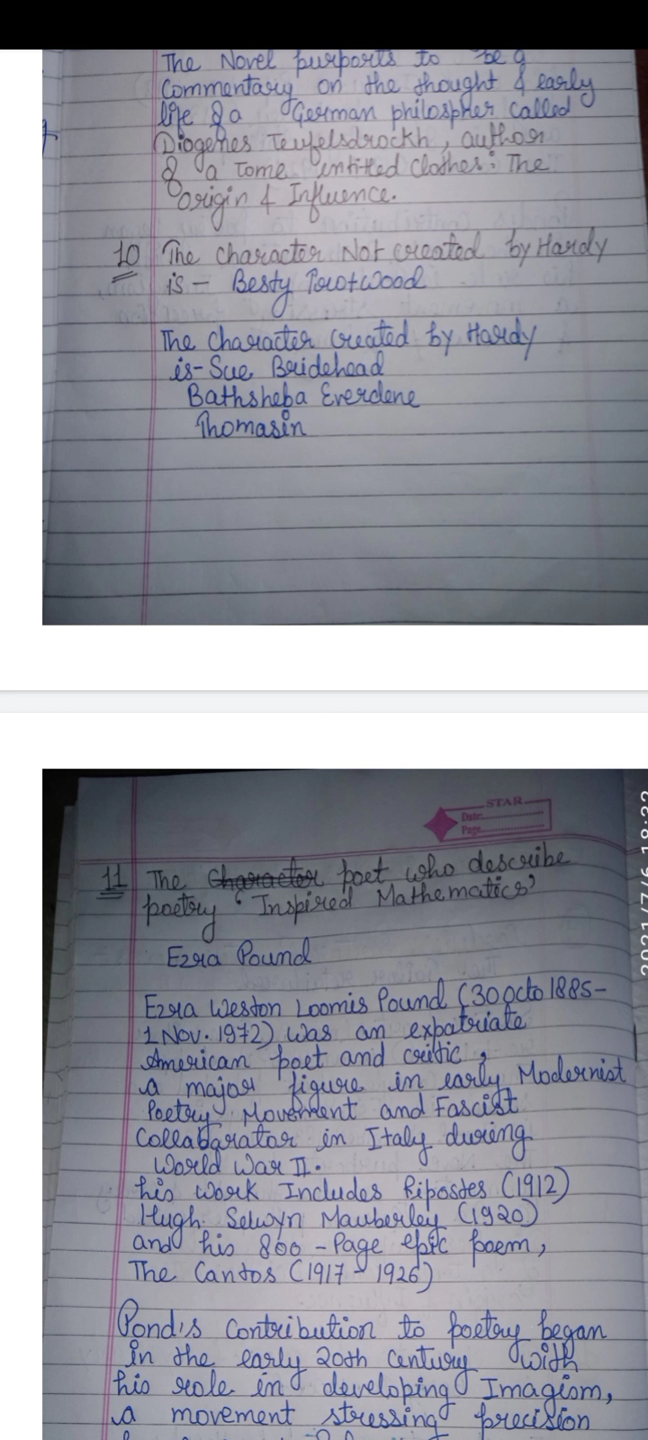 The Novel purports to be a
Commentary on the thought & early
life of a German philospher called
Diogenes Teufelsdrockh, author
of a Tome entitled clothes: The
origin & Influence.
10 The character Not created by Hardy
is - Besty Trotwood
The Character Created by Hardy
is- Sue Bridehead
Bathsheba Everdene
Thomasin
STAR
Date:
Page
11 The Character poet who describe
poetry 'Inspired Mathematics'
Ezra Pound
Ezra Weston Loomis Pound (30 Octo 1885-
1 Nov. 1972) was an expatriate
American poet and critic,
a major figure in early Modernist
Poetry Movement and Fascist
Collabarator in Italy during
World War II.
his work Includes Ripostes (1912)
Hugh Selwyn Mauberley (1920)
and his 800-Page epic poem,
The Cantos (1917-1926)
Pond's Contribution to poetry began
in the early 20th century with
his role in developing Imagism,
a movement stressing precision
2021/7/6 18:22